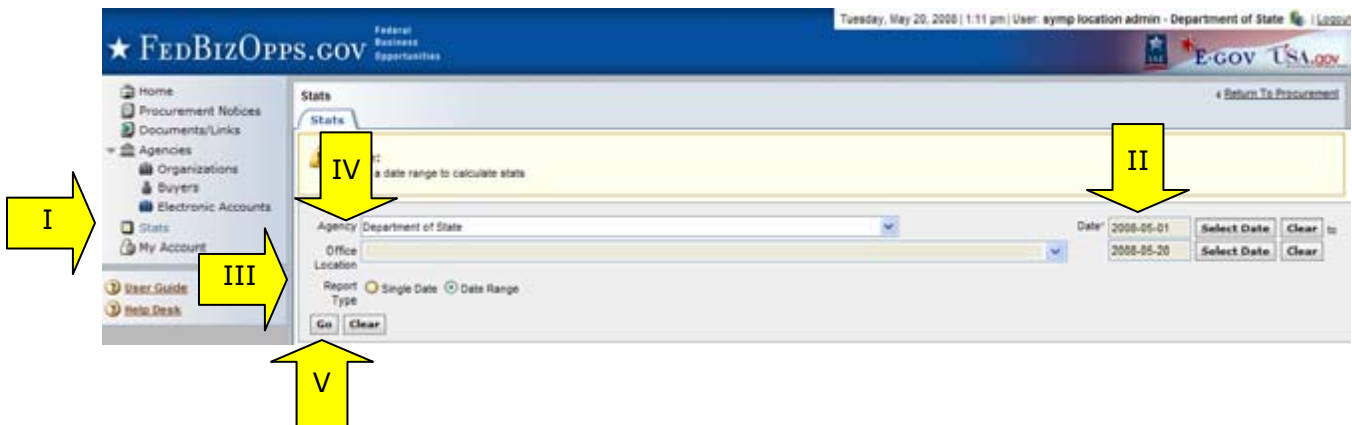 Tuesday, May 20, 2008 | 1:11 pm | User: symp location admin - Department of State | Logout
★ FEDBIZOPPS.GOV
Federal
Business
Opportunities
E-GOV USA.gov
Home
Procurement Notices
Documents/Links
Agencies
Organizations
Buyers
Electronic Accounts
Stats
My Account
User Guide
Help Desk
Stats
« Return To Procurement
Stats
a date range to calculate stats
Agency Department of State
Date* 2008-05-01 Select Date Clear to
2008-05-20 Select Date Clear
Office
Location
Report
Type
Single Date Date Range
Go Clear
I
II
III
IV
V